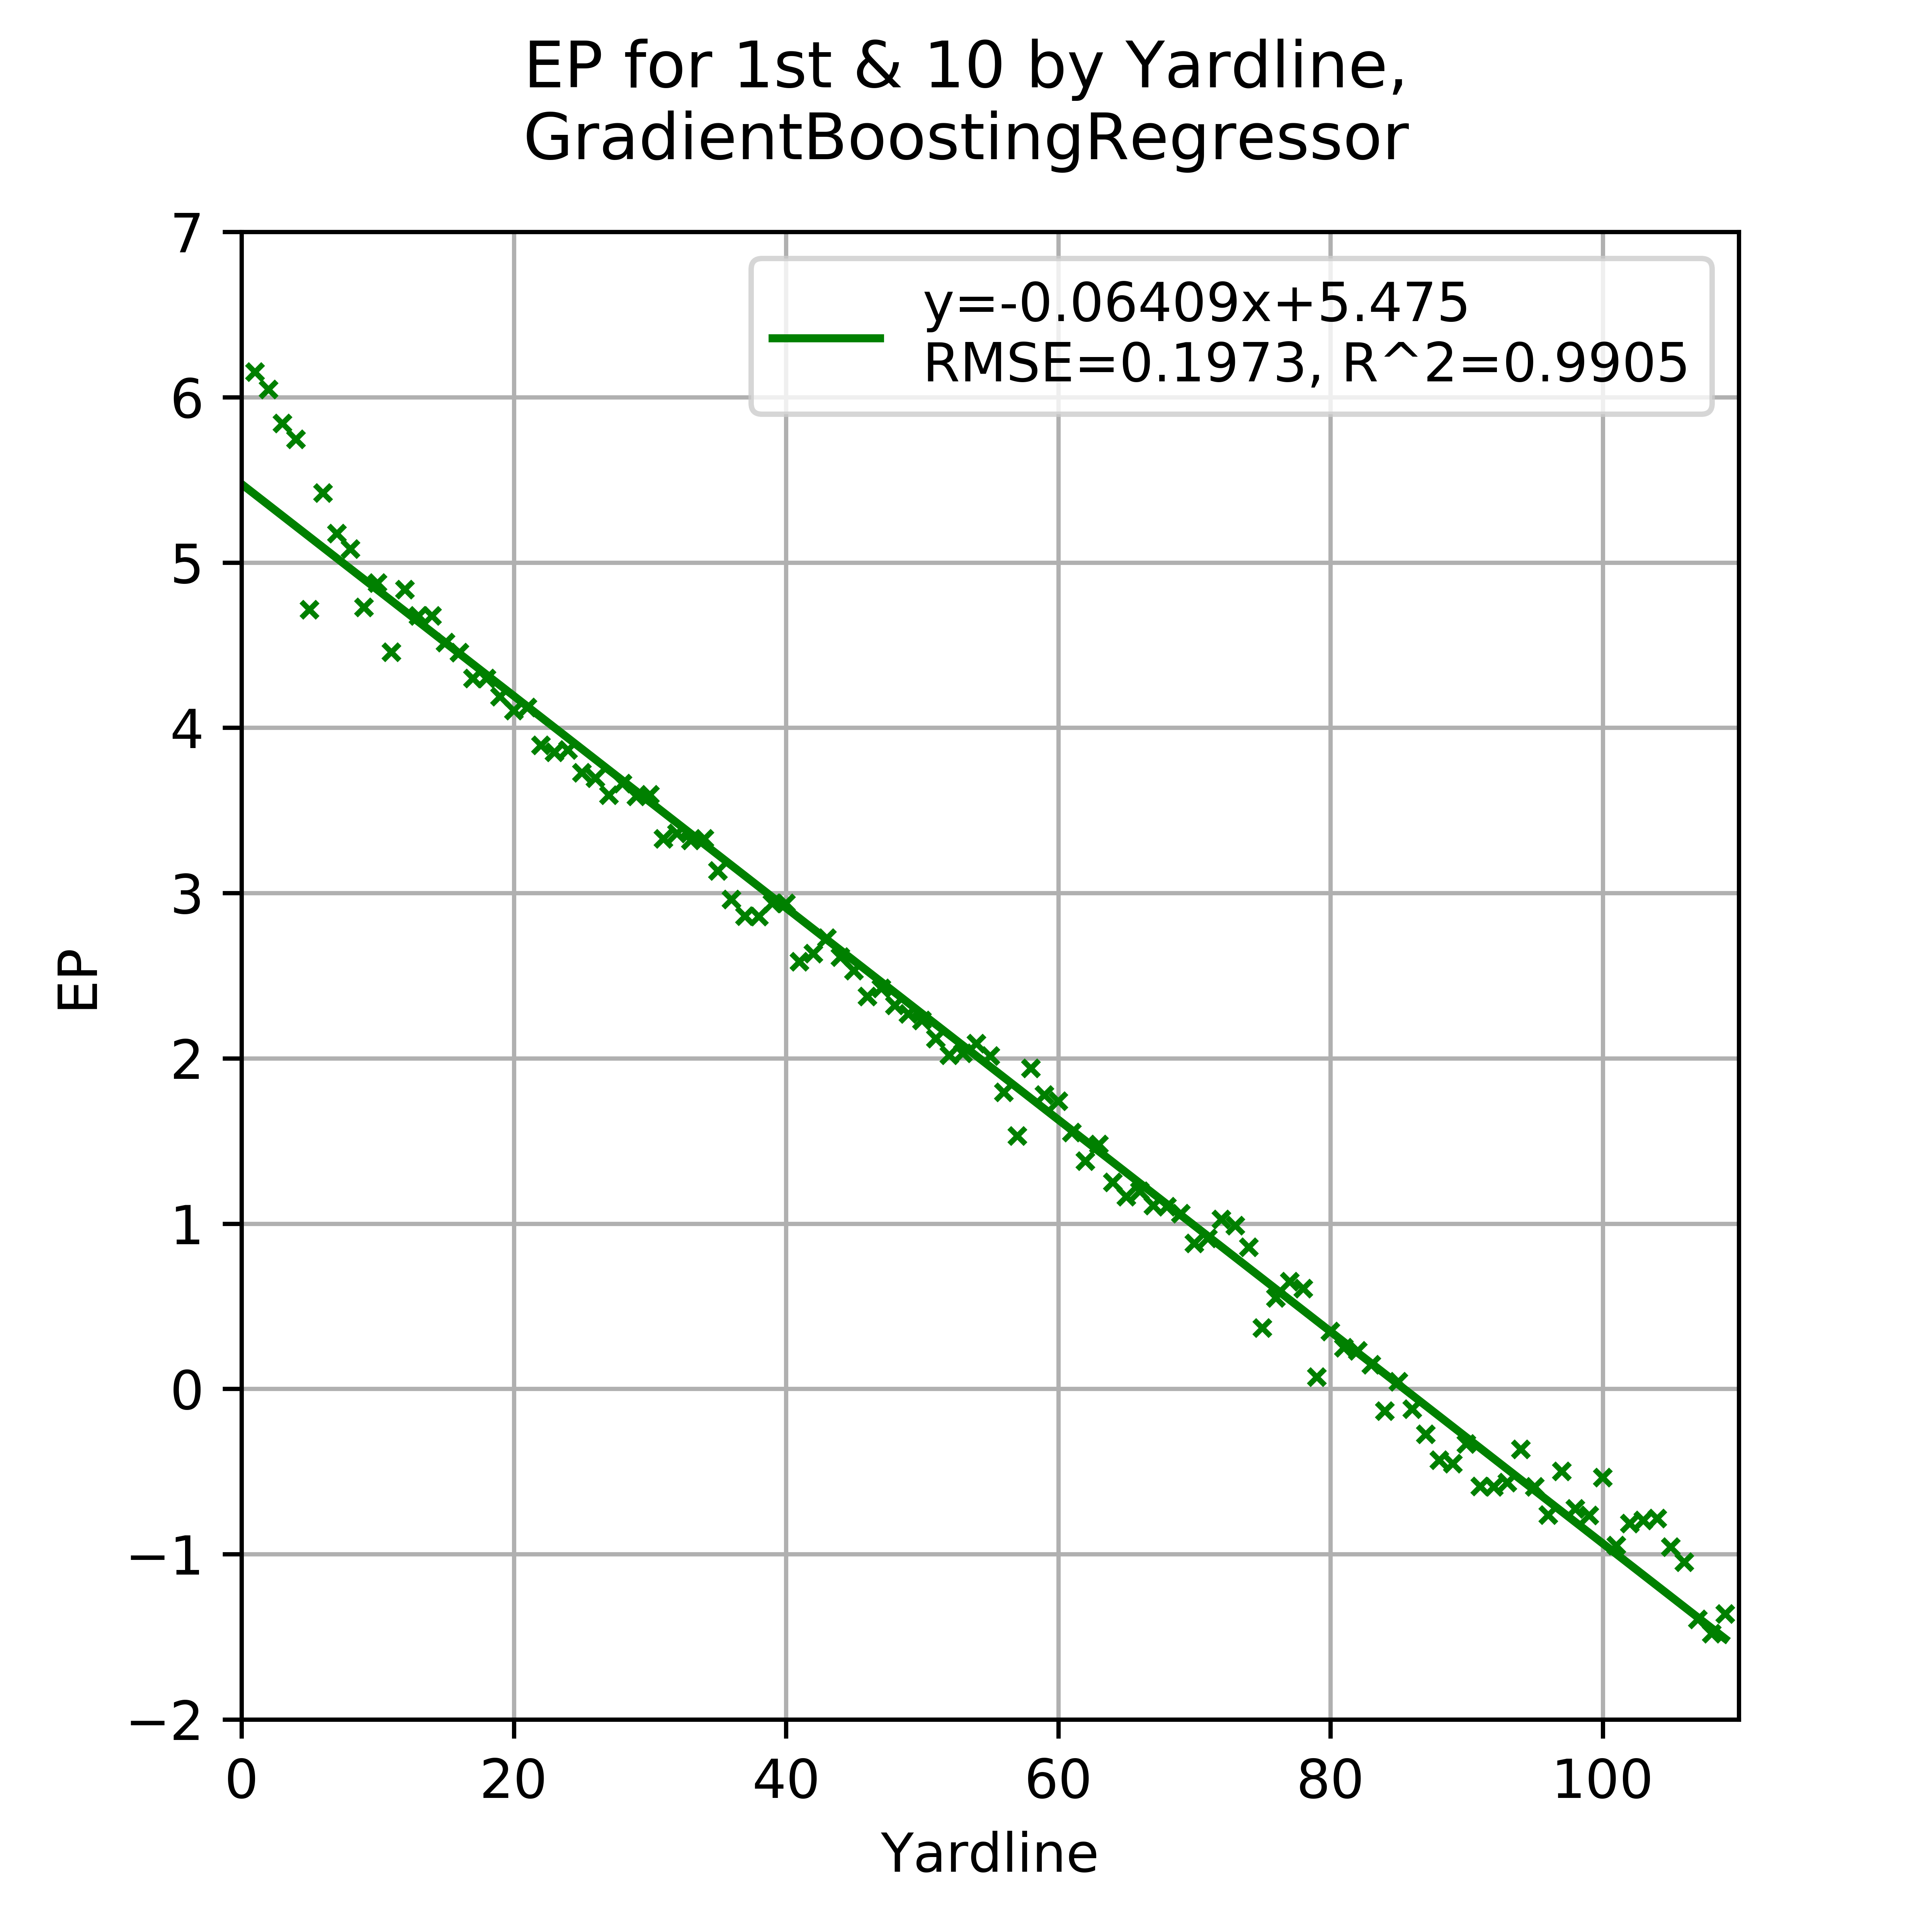 EP for 1st & 10 by Yardline,
GradientBoostingRegressor
y=-0.06409x+5.475
RMSE=0.1973, R^2=0.9905
7
6
5
4
3
2
1
0
−1
−2
EP
0 20 40 60 80 100
Yardline